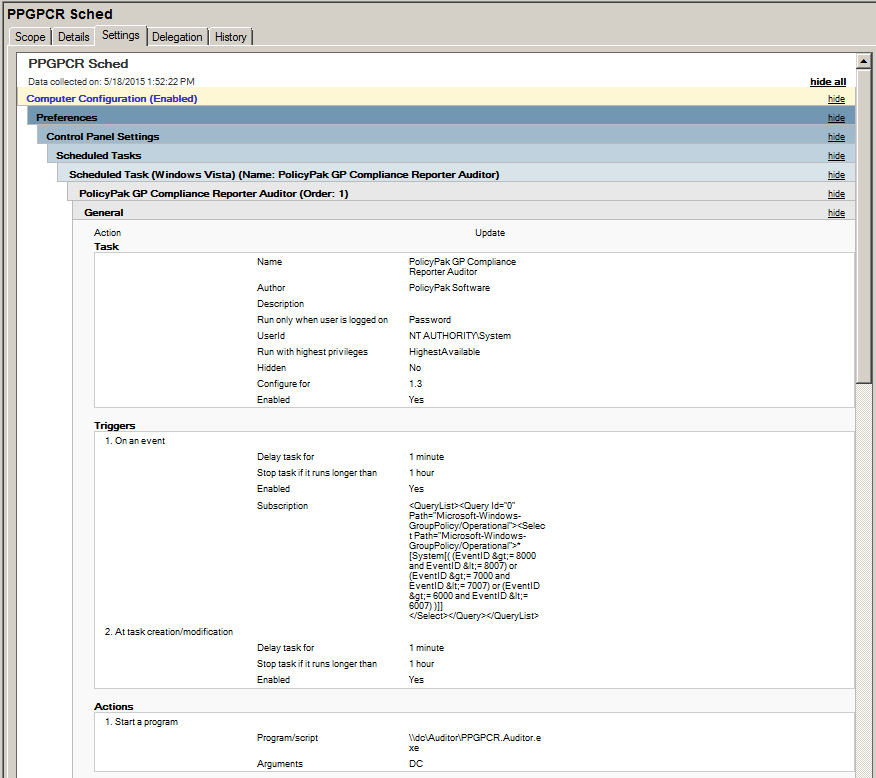 PPGPCR Sched
Scope Details Settings Delegation History
PPGPCR Sched
Data collected on: 5/18/2015 1:52:22 PM hide all
Computer Configuration (Enabled) hide
Preferences hide
Control Panel Settings hide
Scheduled Tasks hide
Scheduled Task (Windows Vista) (Name: PolicyPak GP Compliance Reporter Auditor) hide
PolicyPak GP Compliance Reporter Auditor (Order: 1) hide
General hide
Action Update
Task
Name PolicyPak GP Compliance
Reporter Auditor
Author PolicyPak Software
Description
Run only when user is logged on Password
UserId NT AUTHORITY\System
Run with highest privileges HighestAvailable
Hidden No
Configure for 1.3
Enabled Yes
Triggers
1. On an event
Delay task for 1 minute
Stop task if it runs longer than 1 hour
Enabled Yes
Subscription <QueryList><Query Id="0"
Path="Microsoft-Windows-
GroupPolicy/Operational"><Selec
t Path="Microsoft-Windows-
GroupPolicy/Operational">*
[System[( (EventID &gt;= 8000
and EventID &lt;= 8007) or
(EventID &gt;= 7000 and
EventID &lt;= 7007) or (EventID
&gt;= 6000 and EventID &lt;=
6007) )]]
</Select></Query></QueryList>
2. At task creation/modification
Delay task for 1 minute
Stop task if it runs longer than 1 hour
Enabled Yes
Actions
1. Start a program
Program/script \\dc\Auditor\PPGPCR.Auditor.e
xe
Arguments DC